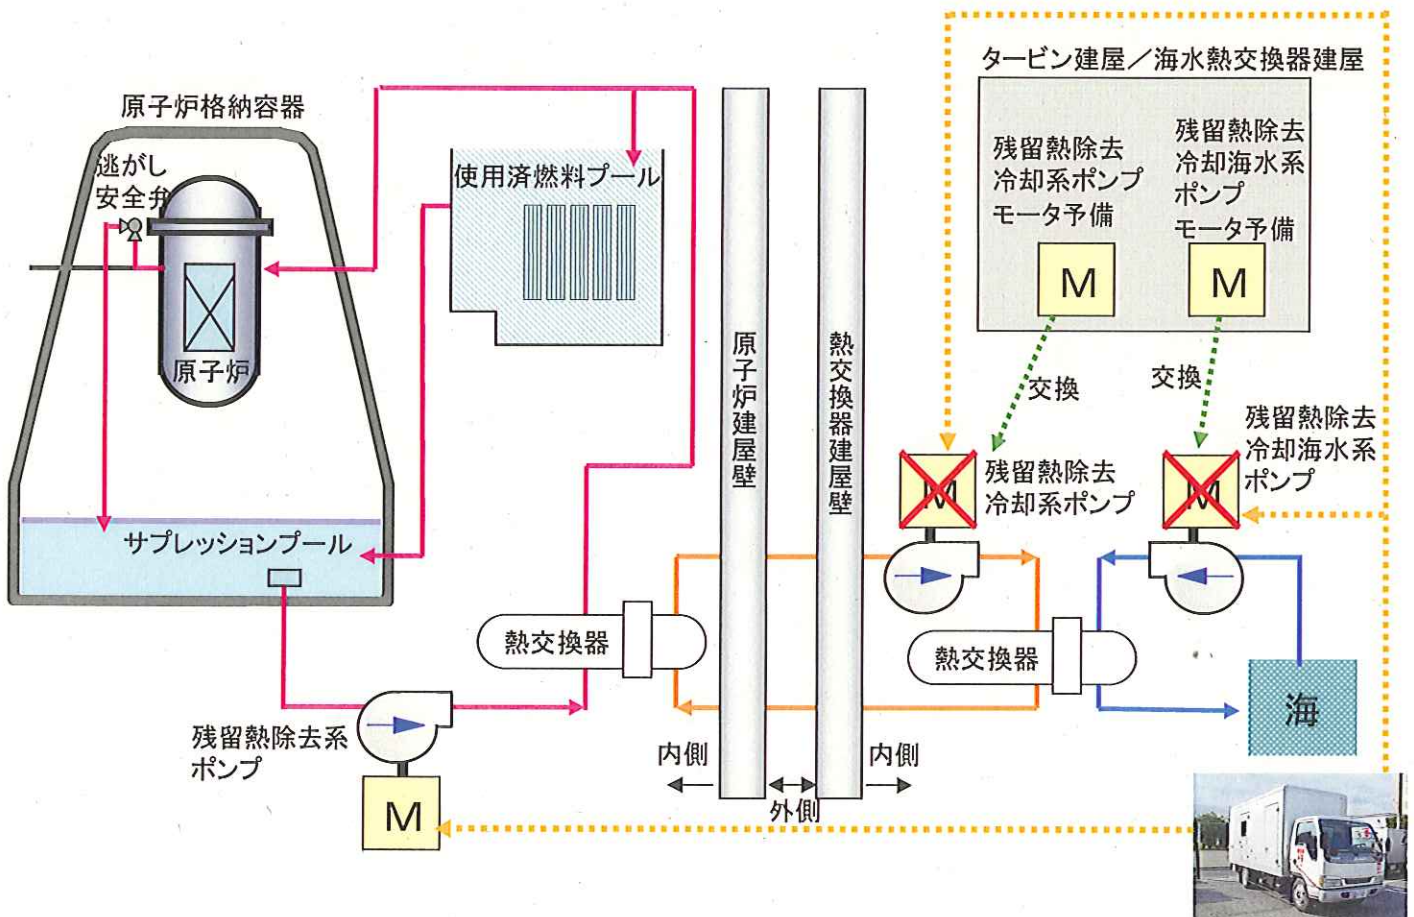 タービン建屋／海水熱交換器建屋
原子炉格納容器
逃がし
安全弁
使用済燃料プール
原子炉
サプレッションプール
残留熱除去
冷却系ポンプ
モータ予備
残留熱除去
冷却海水系
ポンプ
モータ予備
M
M
交換
交換
原子炉建屋壁
熱交換器建屋壁
M
残留熱除去
冷却系ポンプ
M
残留熱除去
冷却海水系
ポンプ
熱交換器
熱交換器
海
残留熱除去系
ポンプ
M
内側
外側
内側